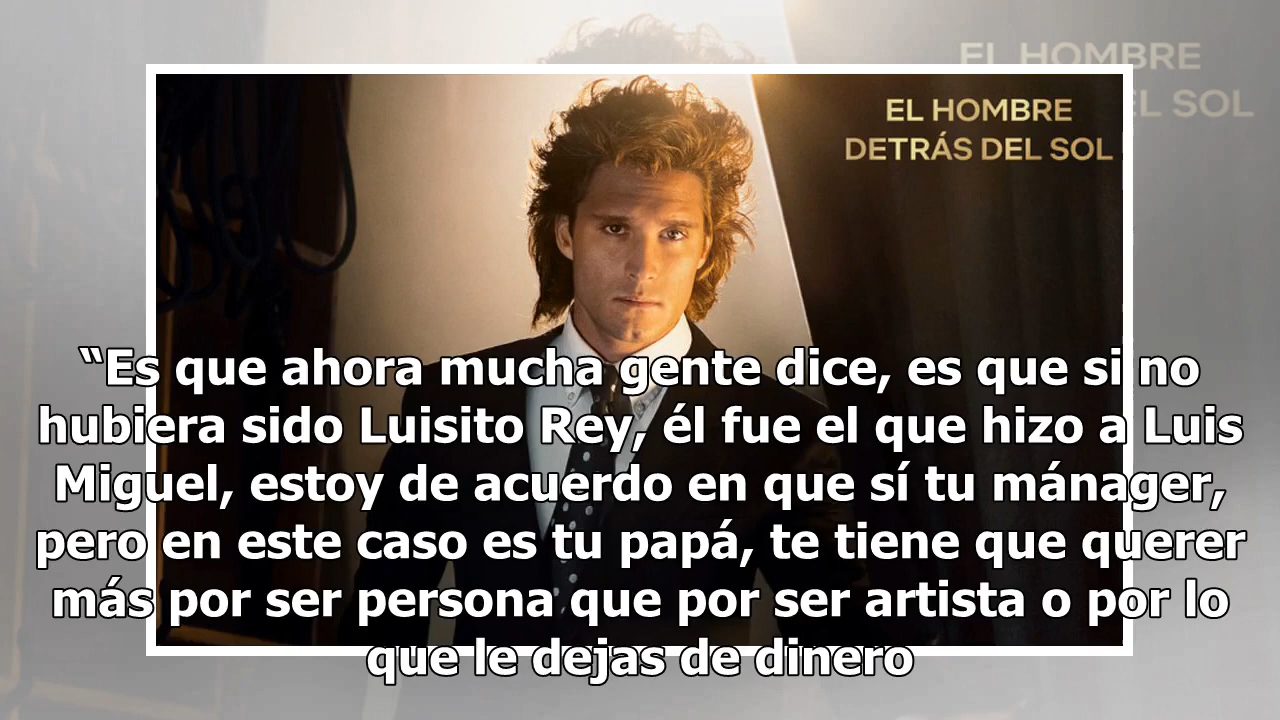 EL HOMBRE
EL SOL
EL HOMBRE
DETRÁS DEL SOL
“Es que ahora mucha gente dice, es que si no
hubiera sido Luisito Rey, él fue el que hizo a Luis
Miguel, estoy de acuerdo en que sí tu mánager,
pero en este caso es tu papá, te tiene que querer
más por ser persona que por ser artista o por lo
que le dejas de dinero